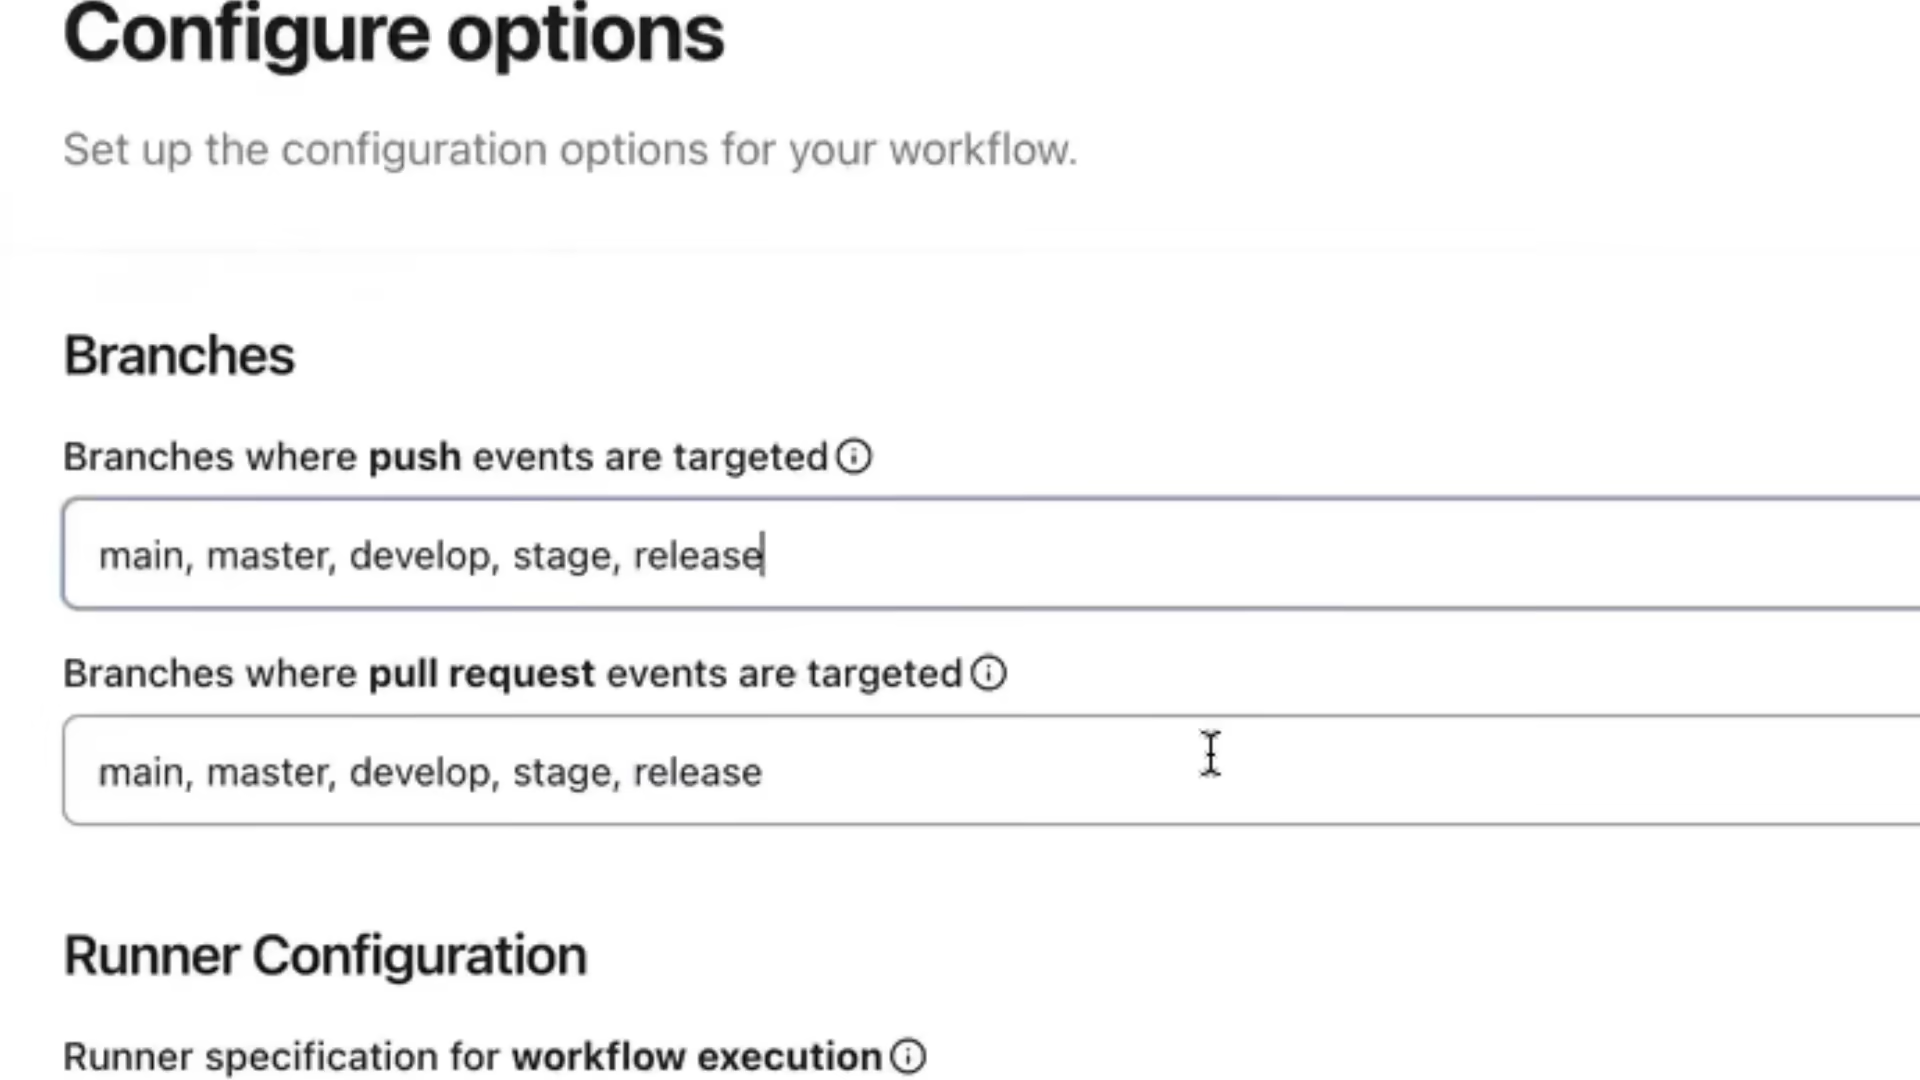 Configure options
Set up the configuration options for your workflow.
Branches
Branches where push events are targeted
main, master, develop, stage, release
Branches where pull request events are targeted
main, master, develop, stage, release
Runner Configuration
Runner specification for workflow execution